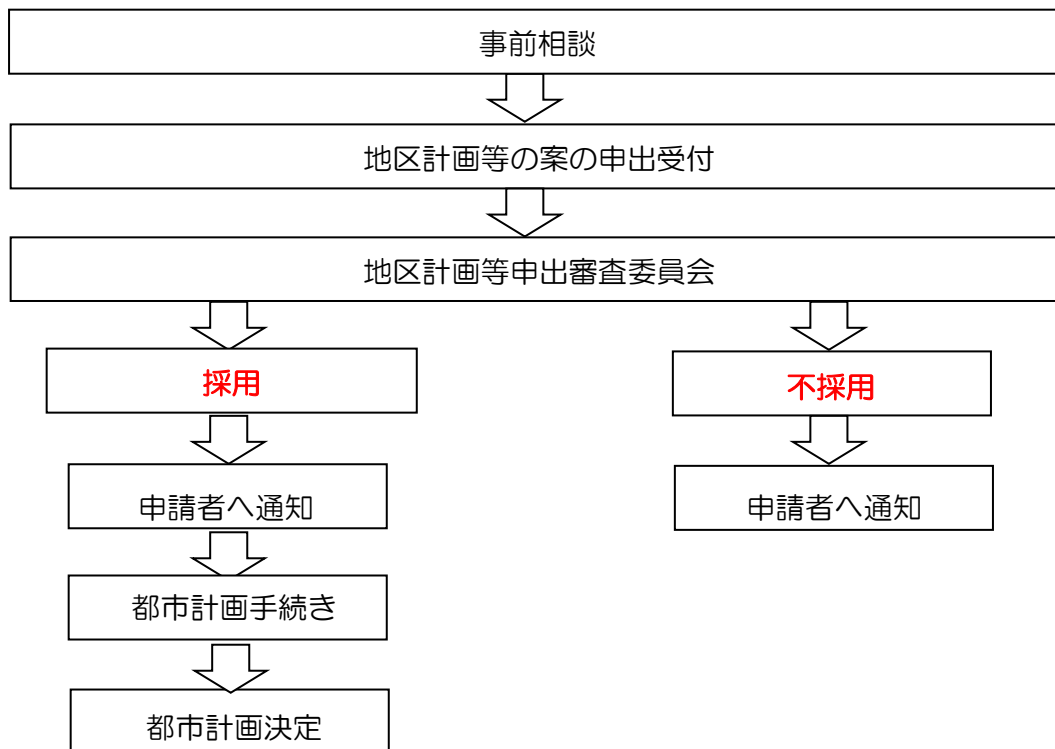 事前相談
地区計画等の案の申出受付
地区計画等申出審査委員会
採用
不採用
申請者へ通知
申請者へ通知
都市計画手続き
都市計画決定